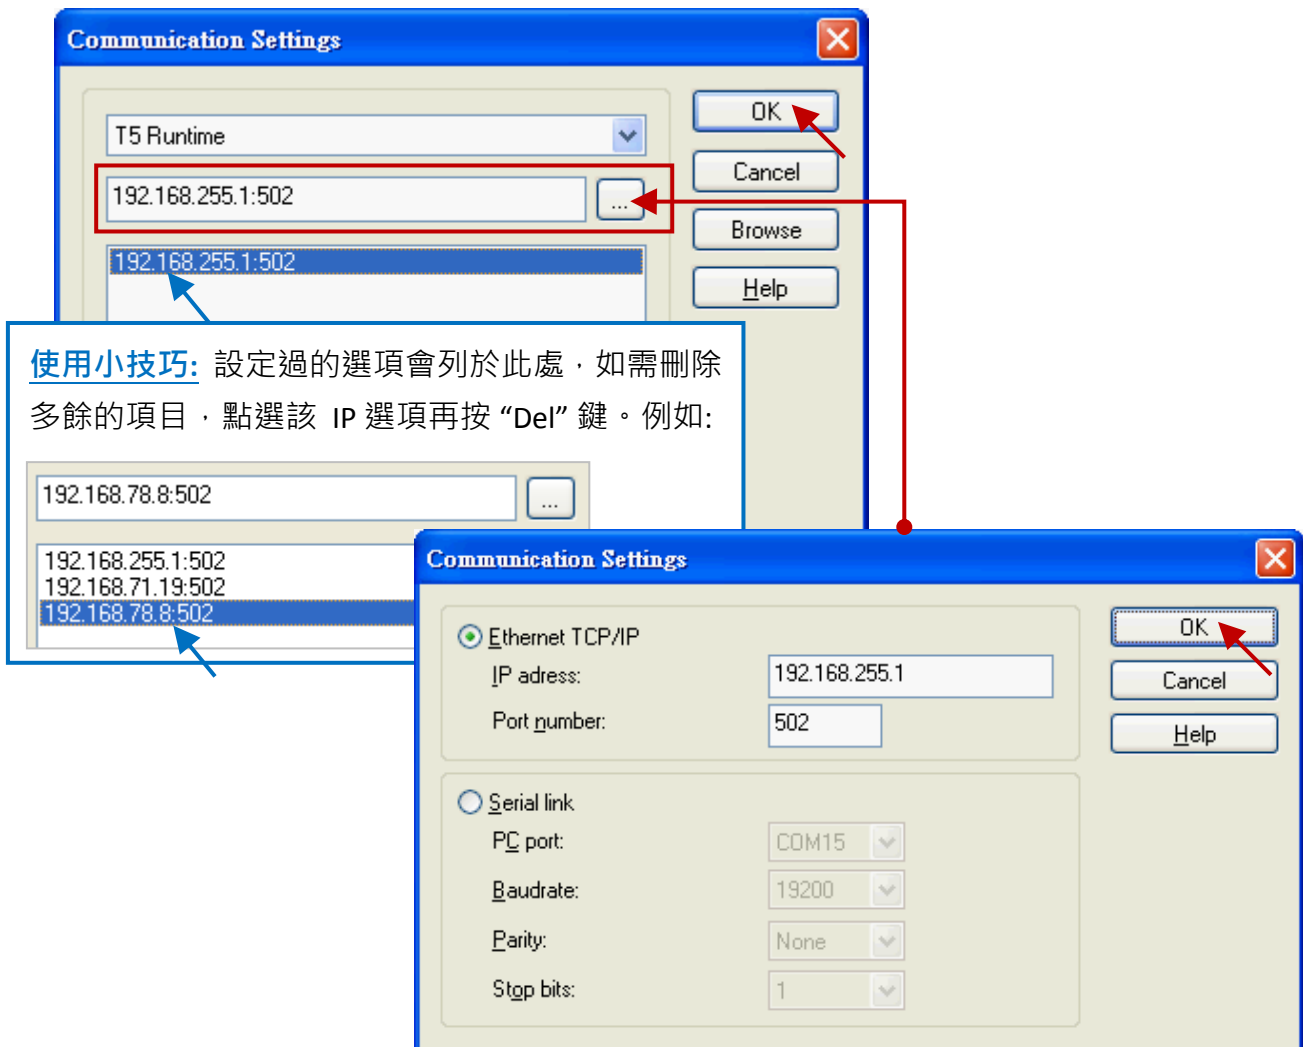 Communication Settings
T5 Runtime
192.168.255.1:502
...
192.168.255.1:502
OK
Cancel
Browse
Help
使用小技巧: 設定過的選項會列於此處，如需刪除
多餘的項目，點選該 IP 選項再按 “Del” 鍵。例如:
192.168.78.8:502
...
192.168.255.1:502
192.168.71.19:502
192.168.78.8:502
Communication Settings
Ethernet TCP/IP
IP adress: 192.168.255.1
Port number: 502
Serial link
PC port: COM15
Baudrate: 19200
Parity: None
Stop bits: 1
OK
Cancel
Help